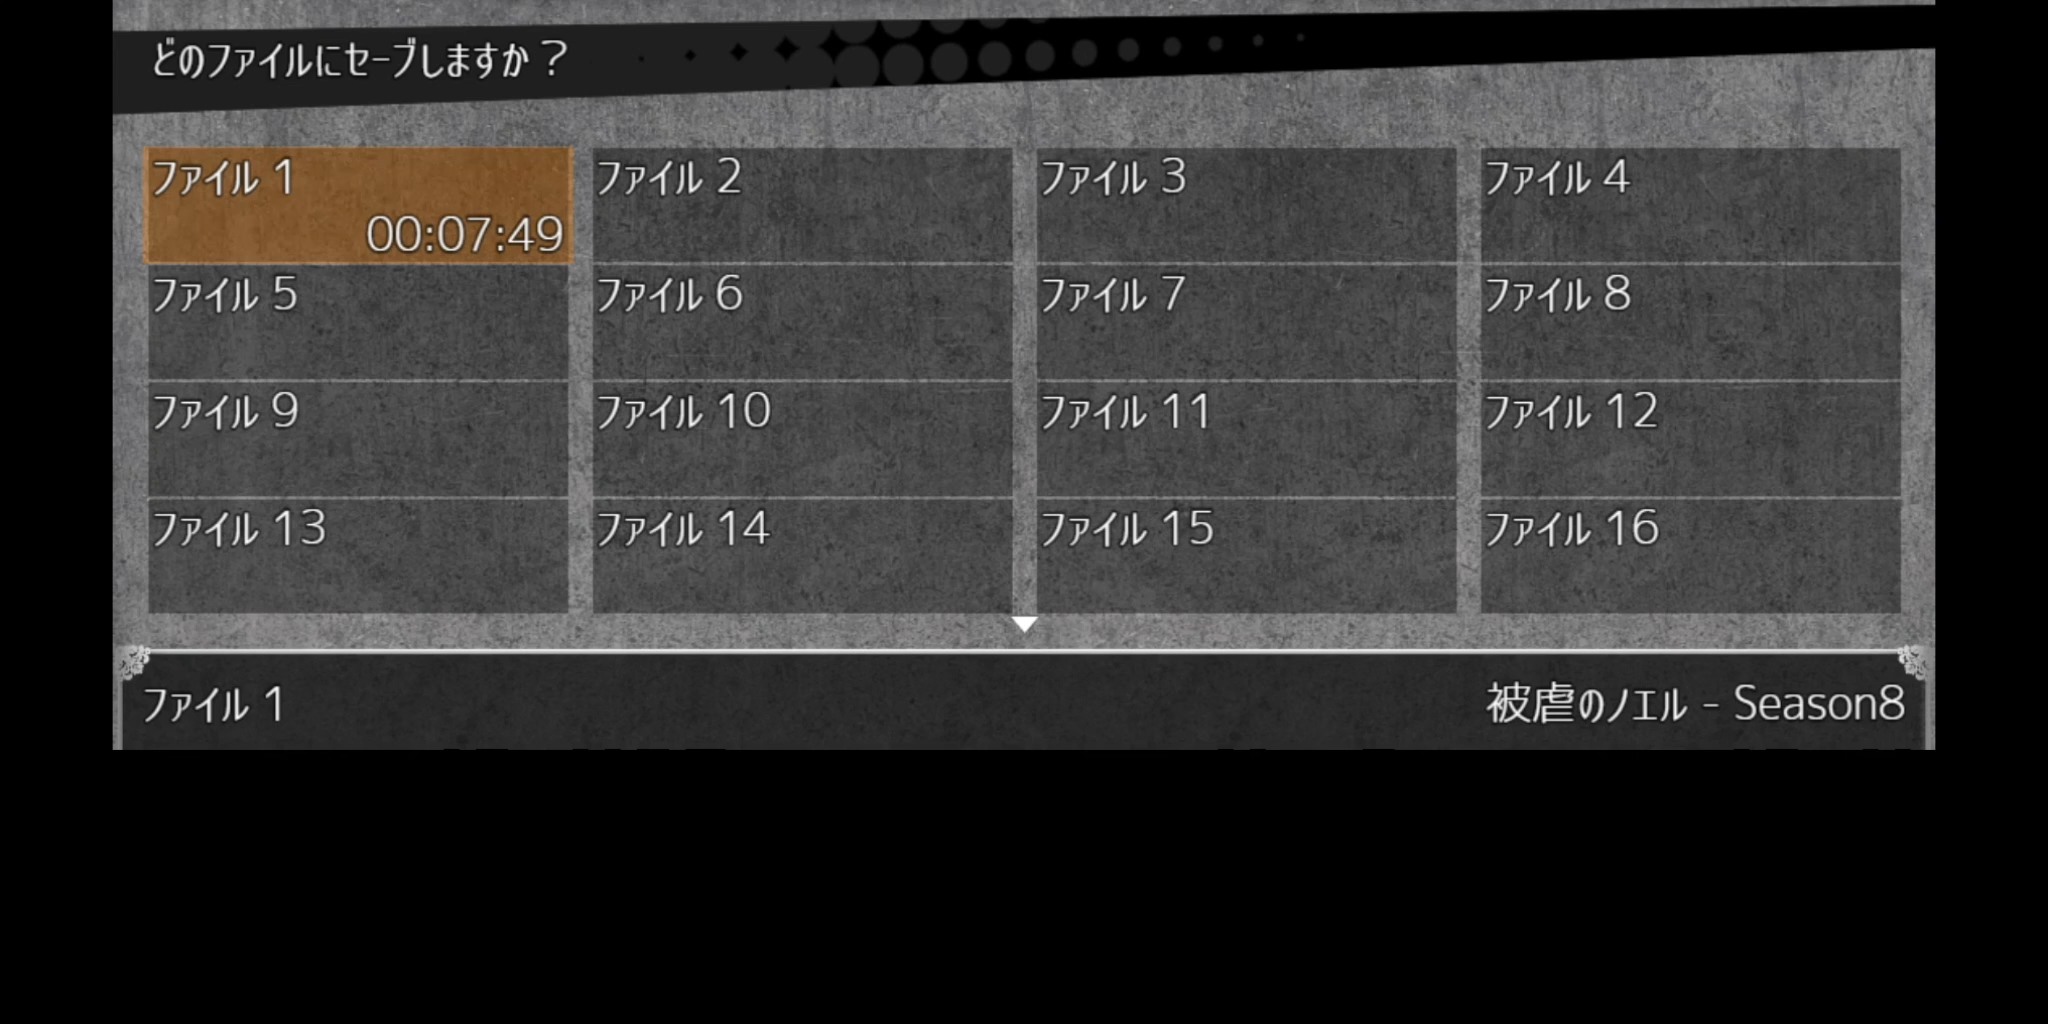 どのファイルにセーブしますか？
ファイル 1
00:07:49
ファイル 2
ファイル 3
ファイル 4
ファイル 5
ファイル 6
ファイル 7
ファイル 8
ファイル 9
ファイル 10
ファイル 11
ファイル 12
ファイル 13
ファイル 14
ファイル 15
ファイル 16
ファイル 1
被虐のノエル - Season8